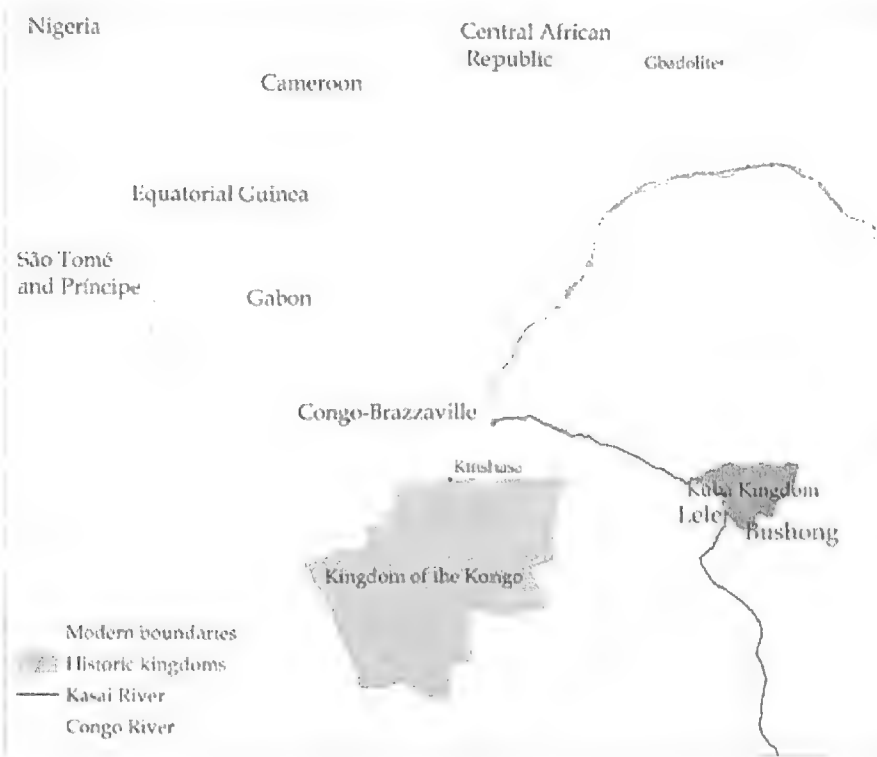 Nigeria
Central African
Republic
Gbadolite
Cameroon
Equatorial Guinea
São Tomé
and Príncipe
Gabon
Congo-Brazzaville
Kinshasa
Kuba Kingdom
Lele
Bushong
Kingdom of the Kongo
Modern boundaries
Historic kingdoms
Kasai River
Congo River